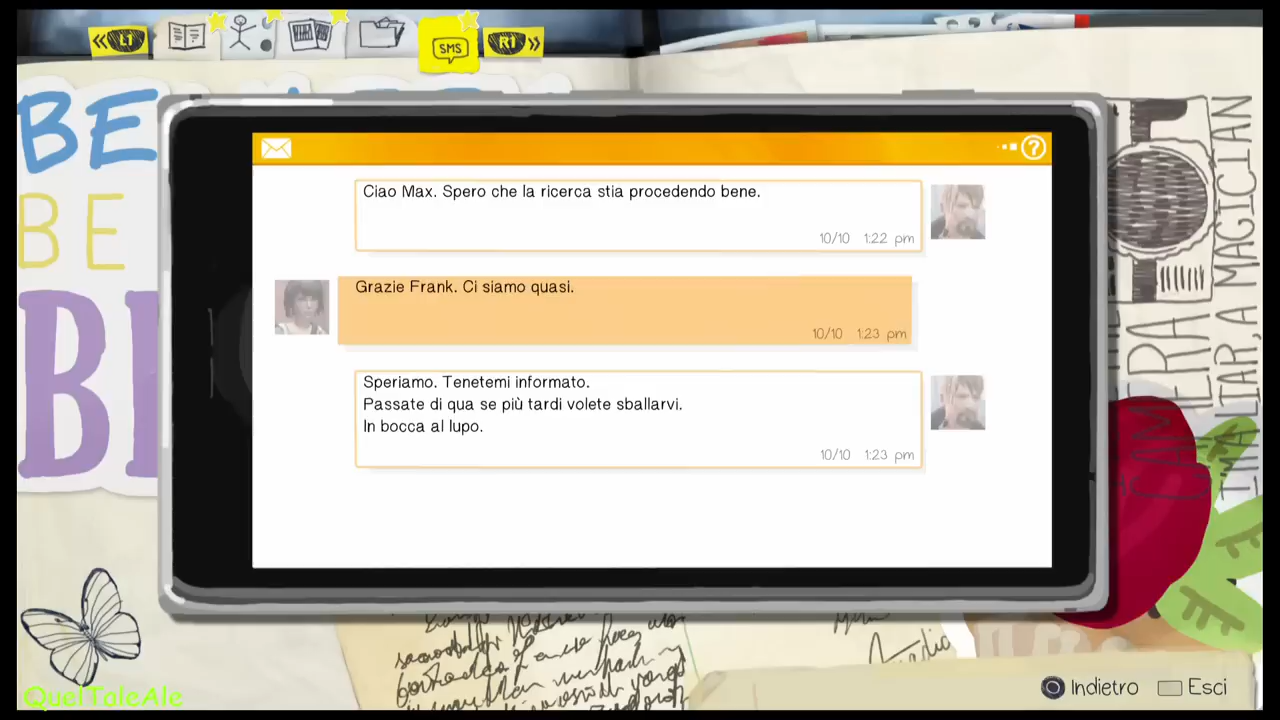 L1
SMS
R1
BE
BE
Ciao Max. Spero che la ricerca stia procedendo bene.
10/10 1:22 pm
Grazie Frank. Ci siamo quasi.
10/10 1:23 pm
Speriamo. Tenetemi informato.
Passate di qua se più tardi volete sballarvi.
In bocca al lupo.
10/10 1:23 pm
LIAR, A MAGICIAN
QuelTaleAle
Indietro
Esci